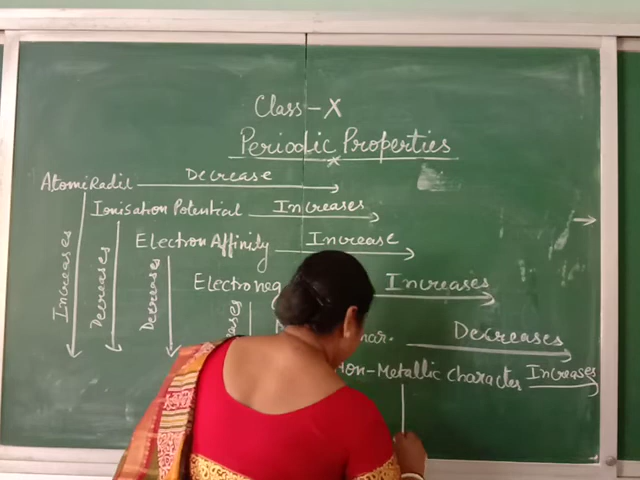 Class-X
Periodic Properties
Atomic Radii Decrease
Ionisation Potential Increases
Electron Affinity Increase
Increases
Decreases
Non-Metallic Character Increases
Increases
Decreases
Decreases